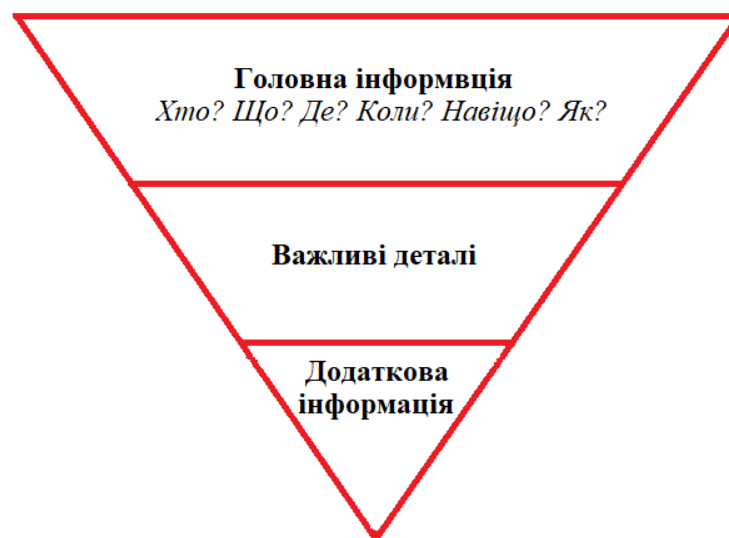 Головна інформвція
Хто? Що? Де? Коли? Навіщо? Як?
Важливі деталі
Додаткова
інформація